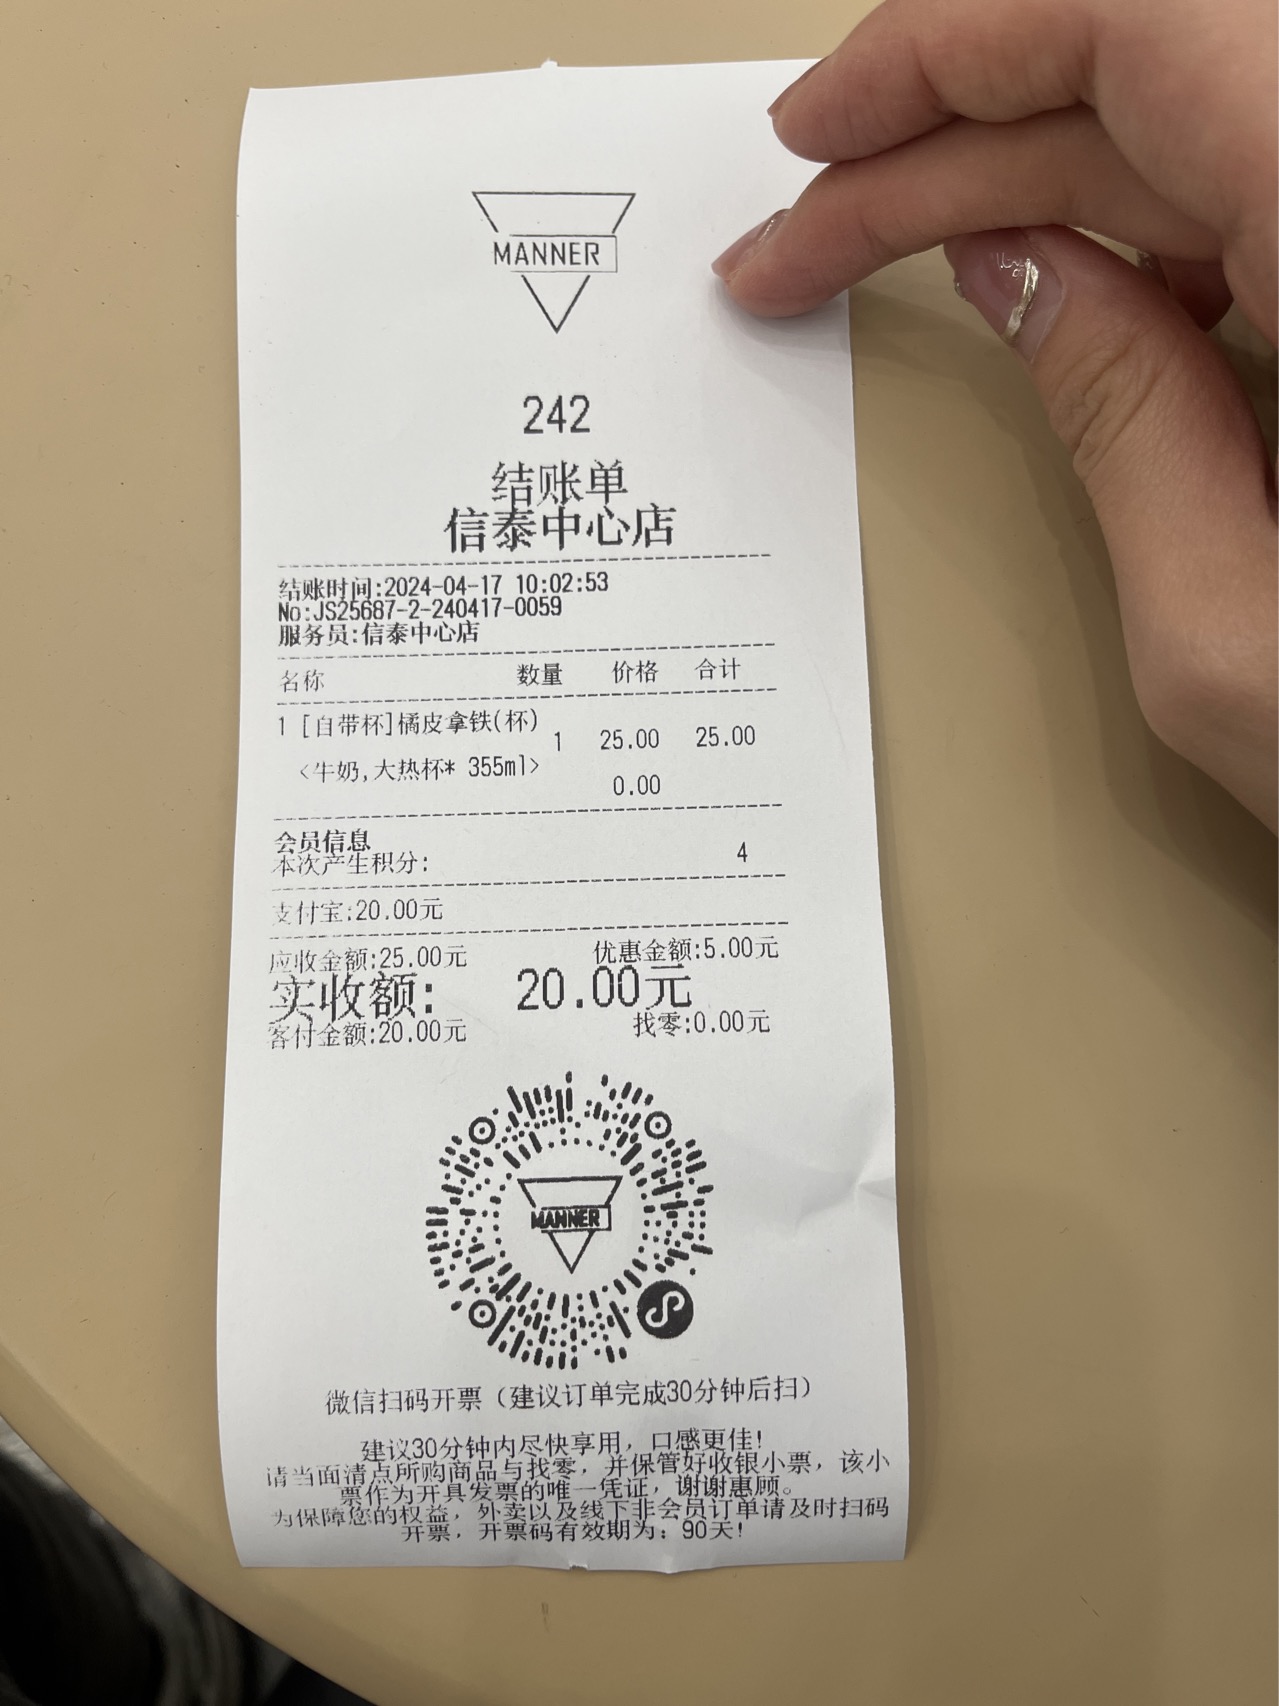 MANNER
242
结账单
信泰中心店
结账时间:2024-04-17 10:02:53
No:JS25687-2-240417-0059
服务员:信泰中心店
名称 数量 价格 合计
1 [自带杯]橘皮拿铁(杯)
1 25.00 25.00
<牛奶,大热杯* 355ml>
0.00
会员信息
本次产生积分: 4
支付宝:20.00元
应收金额:25.00元 优惠金额:5.00元
实收额: 20.00元
客付金额:20.00元 找零:0.00元
MANNER
微信扫码开票（建议订单完成30分钟后扫）
建议30分钟内尽快享用，口感更佳!
请当面清点所购商品与找零，并保管好收银小票，该小
票作为开具发票的唯一凭证，谢谢惠顾。
为保障您的权益，外卖以及线下非会员订单请及时扫码
开票，开票码有效期为：90天!